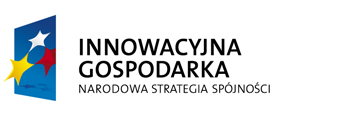 INNOWACYJNA
GOSPODARKA
NARODOWA STRATEGIA SPÓJNOŚCI